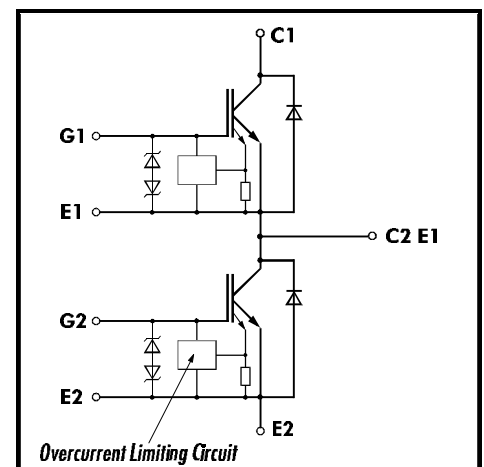 C1
G1
E1
C2 E1
G2
E2
E2
Overcurrent Limiting Circuit